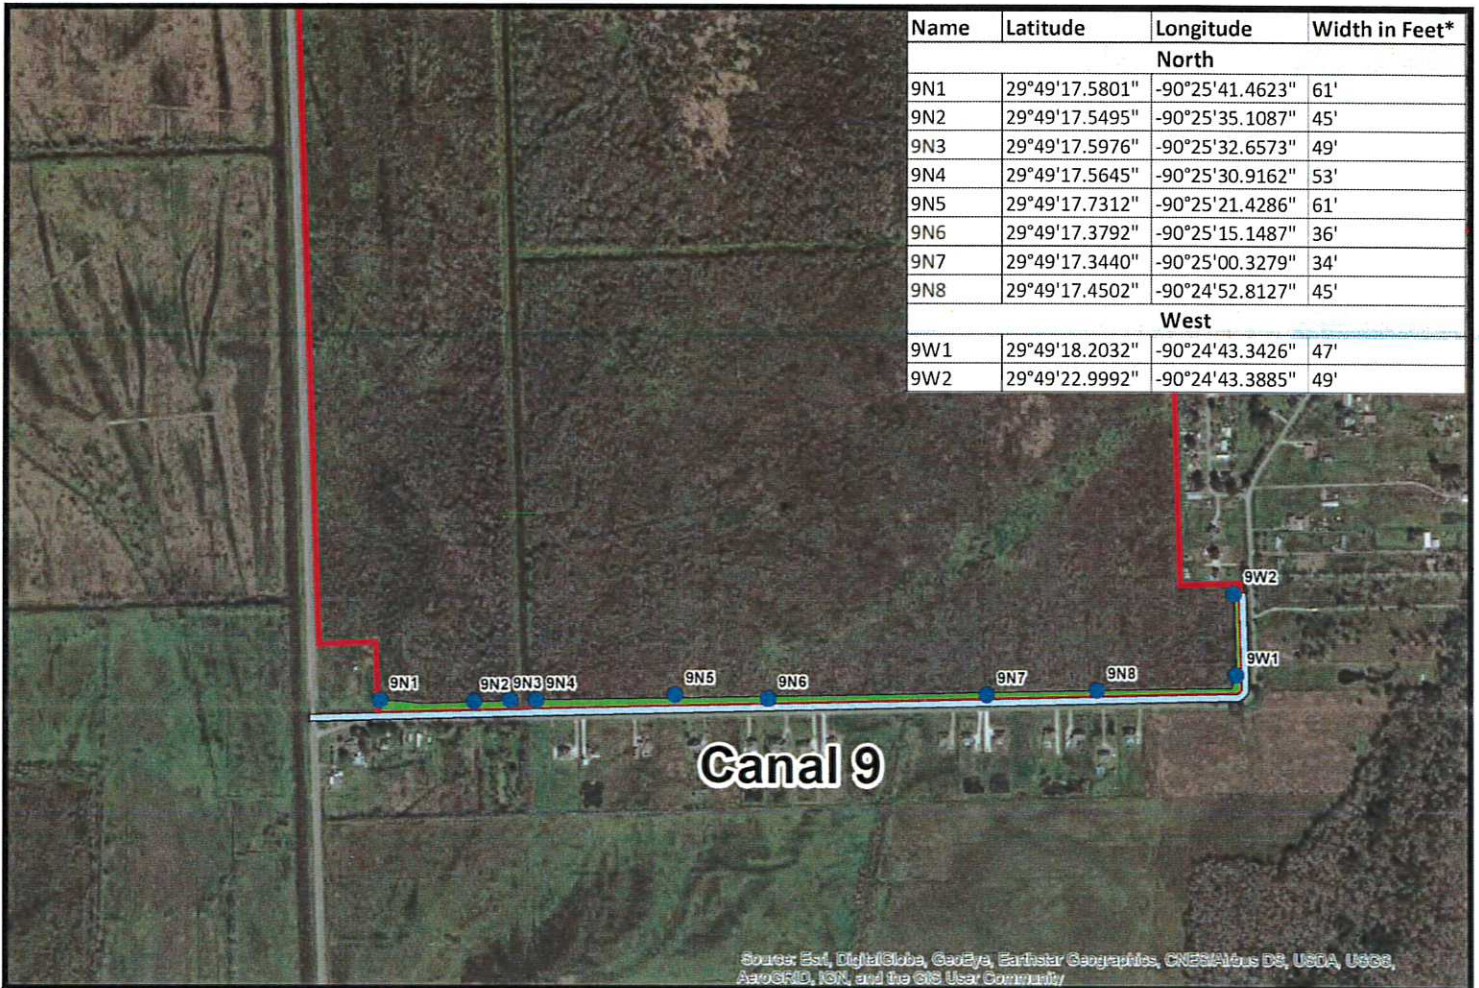 Name Latitude Longitude Width in Feet*
North
9N1 29°49'17.5801" -90°25'41.4623" 61'
9N2 29°49'17.5495" -90°25'35.1087" 45'
9N3 29°49'17.5976" -90°25'32.6573" 49'
9N4 29°49'17.5645" -90°25'30.9162" 53'
9N5 29°49'17.7312" -90°25'21.4286" 61'
9N6 29°49'17.3792" -90°25'15.1487" 36'
9N7 29°49'17.3440" -90°25'00.3279" 34'
9N8 29°49'17.4502" -90°24'52.8127" 45'
West
9W1 29°49'18.2032" -90°24'43.3426" 47'
9W2 29°49'22.9992" -90°24'43.3885" 49'
9W2
9W1
9N1 9N2 9N3 9N4 9N5 9N6 9N7 9N8
Canal 9
Source: Esri, DigitalGlobe, GeoEye, Earthstar Geographics, CNES/Airbus DS, USDA, USGS,
AeroGRID, IGN, and the GIS User Community